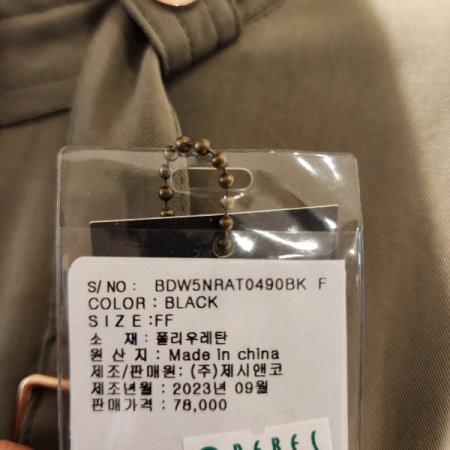 S/ NO : BDW5NRAT0490BK F
COLOR : BLACK
SIZE :FF
소 재 : 폴리우레탄
원 산 지 : Made in china
제조/판매원: (주)제시앤코
제조년월 : 2023년 09월
판매가격 : 78,000